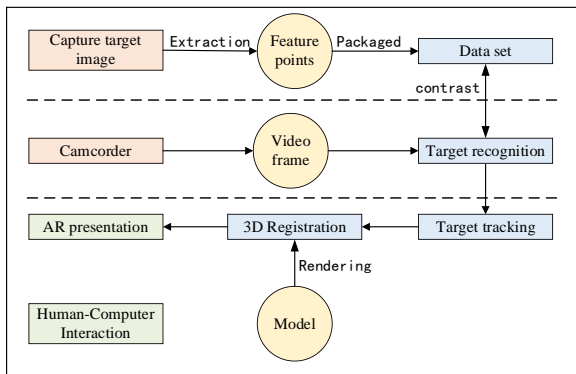 Capture target
image
Extraction
Feature
points
Packaged
Data set
contrast
Camcorder
Video
frame
Target recognition
AR presentation
3D Registration
Target tracking
Rendering
Human-Computer
Interaction
Model